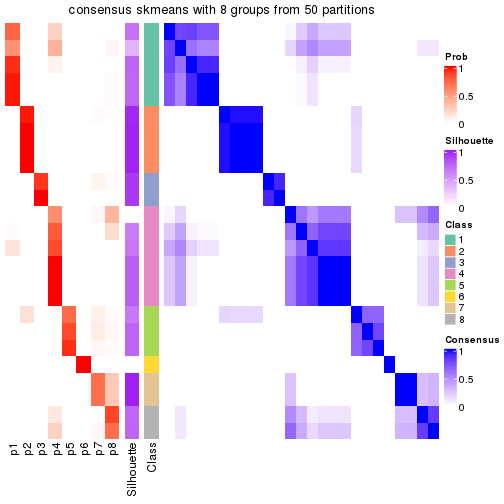 consensus skmeans with 8 groups from 50 partitions
Prob
1
0.5
0
Silhouette
1
0.5
0
Class
1
2
3
4
5
6
7
8
Consensus
1
0.5
0
p1
p2
p3
p4
p5
p6
p7
p8
Silhouette
Class